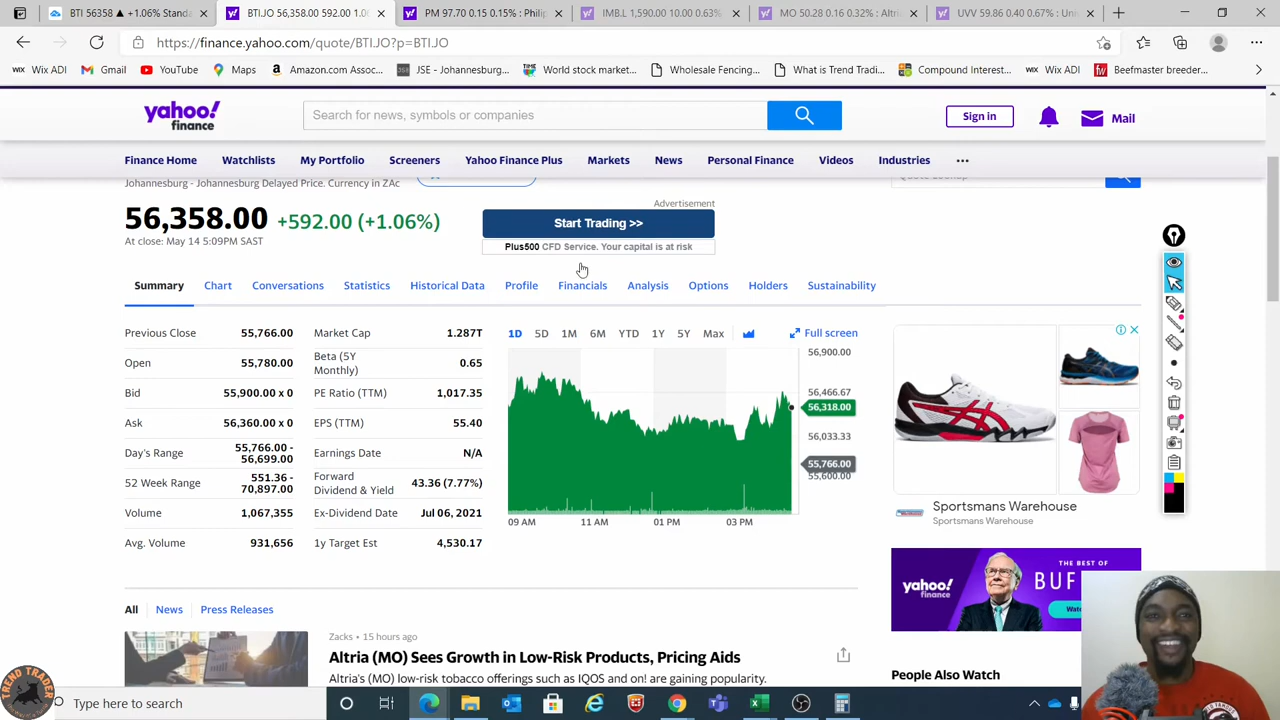 BTI 56358 ▲ +1.06% Standa
BTI.JO 56,358.00 592.00 1.0
PM 97.70 0.15 0.15% : Philip
IMB.L 1,590.00 10.00 0.63%
MO 50.28 0.16 0.32% : Altri
UVV 59.86 0.40 0.67% : Uni
https://finance.yahoo.com/quote/BTI.JO?p=BTI.JO
Wix ADI
Gmail
YouTube
Maps
Amazon.com Assoc...
JSE - Johannesburg...
World stock market...
Wholesale Fencing,...
What is Trend Tradi...
Compound Interest...
Wix ADI
Beefmaster breeder...
yahoo!
finance
Search for news, symbols or companies
Sign in
Mail
Finance Home Watchlists My Portfolio Screeners Yahoo Finance Plus Markets News Personal Finance Videos Industries ...
Johannesburg - Johannesburg Delayed Price. Currency in ZAc
Quote Lookup
56,358.00 +592.00 (+1.06%)
At close: May 14 5:09PM SAST
Advertisement
Start Trading >>
Plus500 CFD Service. Your capital is at risk
Summary Chart Conversations Statistics Historical Data Profile Financials Analysis Options Holders Sustainability
Previous Close 55,766.00
Open 55,780.00
Bid 55,900.00 x 0
Ask 56,360.00 x 0
Day's Range 55,766.00 -
56,699.00
52 Week Range 551.36 -
70,897.00
Volume 1,067,355
Avg. Volume 931,656
Market Cap 1.287T
Beta (5Y
Monthly) 0.65
PE Ratio (TTM) 1,017.35
EPS (TTM) 55.40
Earnings Date N/A
Forward
Dividend & Yield 43.36 (7.77%)
Ex-Dividend Date Jul 06, 2021
1y Target Est 4,530.17
1D 5D 1M 6M YTD 1Y 5Y Max
Full screen
56,900.00
56,466.67
56,318.00
56,033.33
55,766.00
55,600.00
09 AM 11 AM 01 PM 03 PM
Sportsmans Warehouse
Sportsmans Warehouse
yahoo!
finance
THE BEST OF
BUF
Wat
All News Press Releases
Zacks • 15 hours ago
Altria (MO) Sees Growth in Low-Risk Products, Pricing Aids
Altria's (MO) low-risk tobacco offerings such as IQOS and on! are gaining popularity.
People Also Watch
TREND TRADER
Type here to search